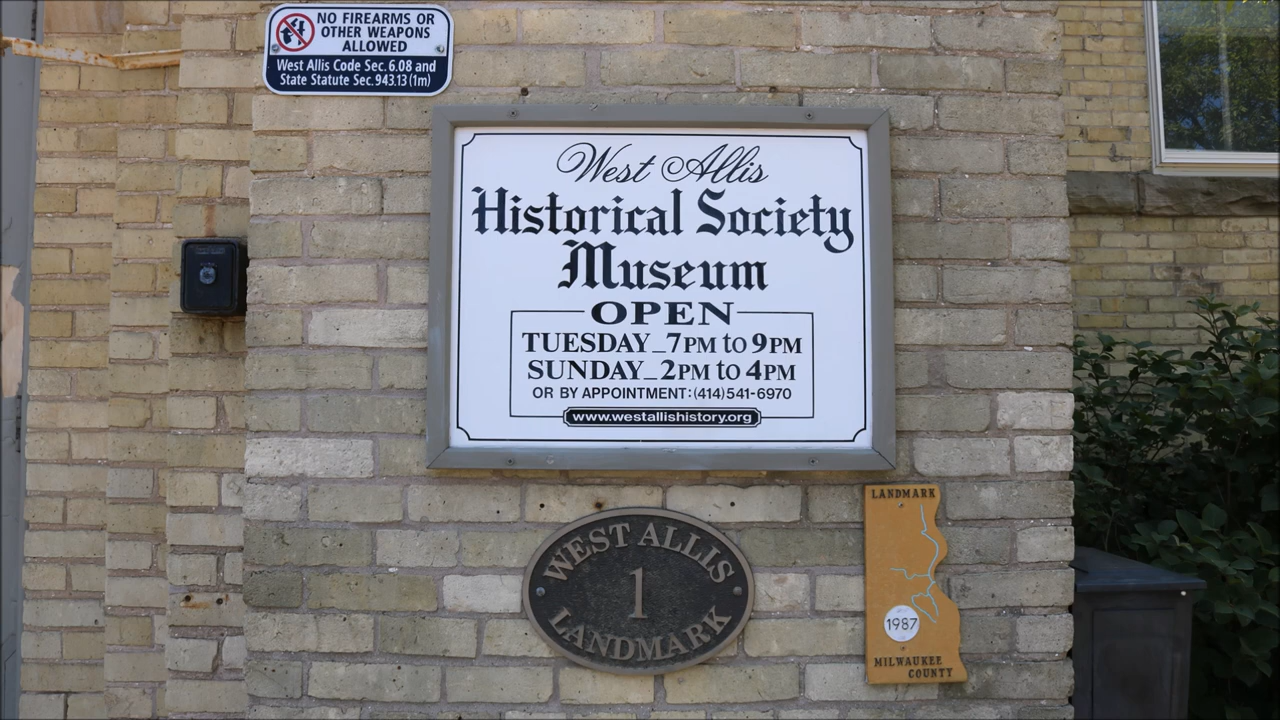 NO FIREARMS OR
OTHER WEAPONS
ALLOWED
West Allis Code Sec. 6.08 and
State Statute Sec. 943.13 (1m)
West Allis
Historical Society
Museum
OPEN
TUESDAY_7PM to 9PM
SUNDAY_2PM to 4PM
OR BY APPOINTMENT: (414) 541-6970
www.westallishistory.org
WEST ALLIS
1
LANDMARK
LANDMARK
1987
MILWAUKEE
COUNTY